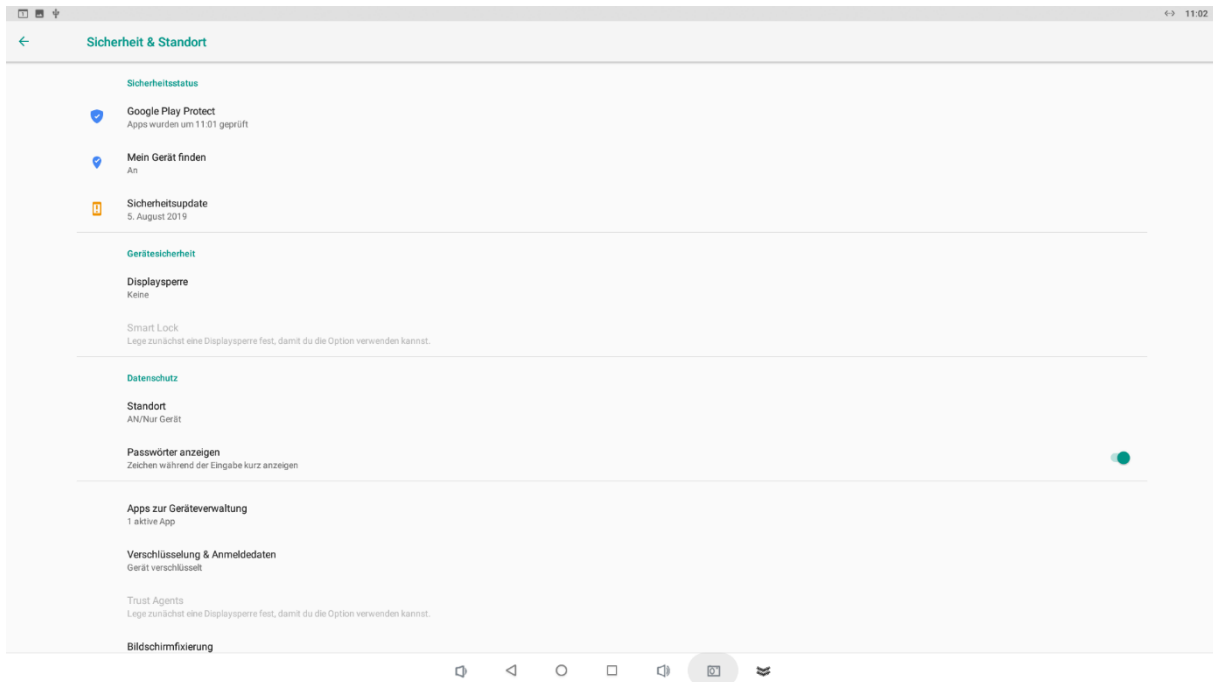 11:02
Sicherheit & Standort
Sicherheitsstatus
Google Play Protect
Apps wurden um 11:01 geprüft
Mein Gerät finden
An
Sicherheitsupdate
5. August 2019
Gerätesicherheit
Displaysperre
Keine
Smart Lock
Lege zunächst eine Displaysperre fest, damit du die Option verwenden kannst.
Datenschutz
Standort
AN/Nur Gerät
Passwörter anzeigen
Zeichen während der Eingabe kurz anzeigen
Apps zur Geräteverwaltung
1 aktive App
Verschlüsselung & Anmeldedaten
Gerät verschlüsselt
Trust Agents
Lege zunächst eine Displaysperre fest, damit du die Option verwenden kannst.
Bildschirmfixierung